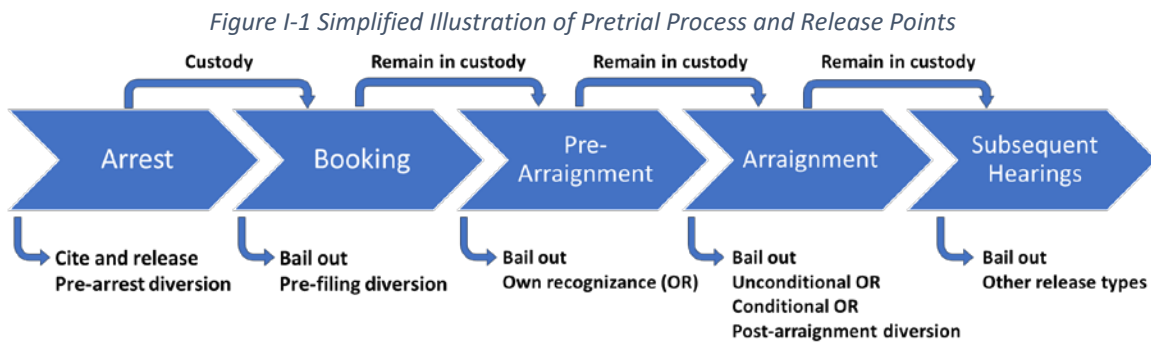 Figure I-1 Simplified Illustration of Pretrial Process and Release Points
Custody
Remain in custody
Remain in custody
Remain in custody
Arrest
Booking
Pre-
Arraignment
Arraignment
Subsequent
Hearings
Cite and release
Pre-arrest diversion
Bail out
Pre-filing diversion
Bail out
Own recognizance (OR)
Bail out
Unconditional OR
Conditional OR
Post-arraignment diversion
Bail out
Other release types